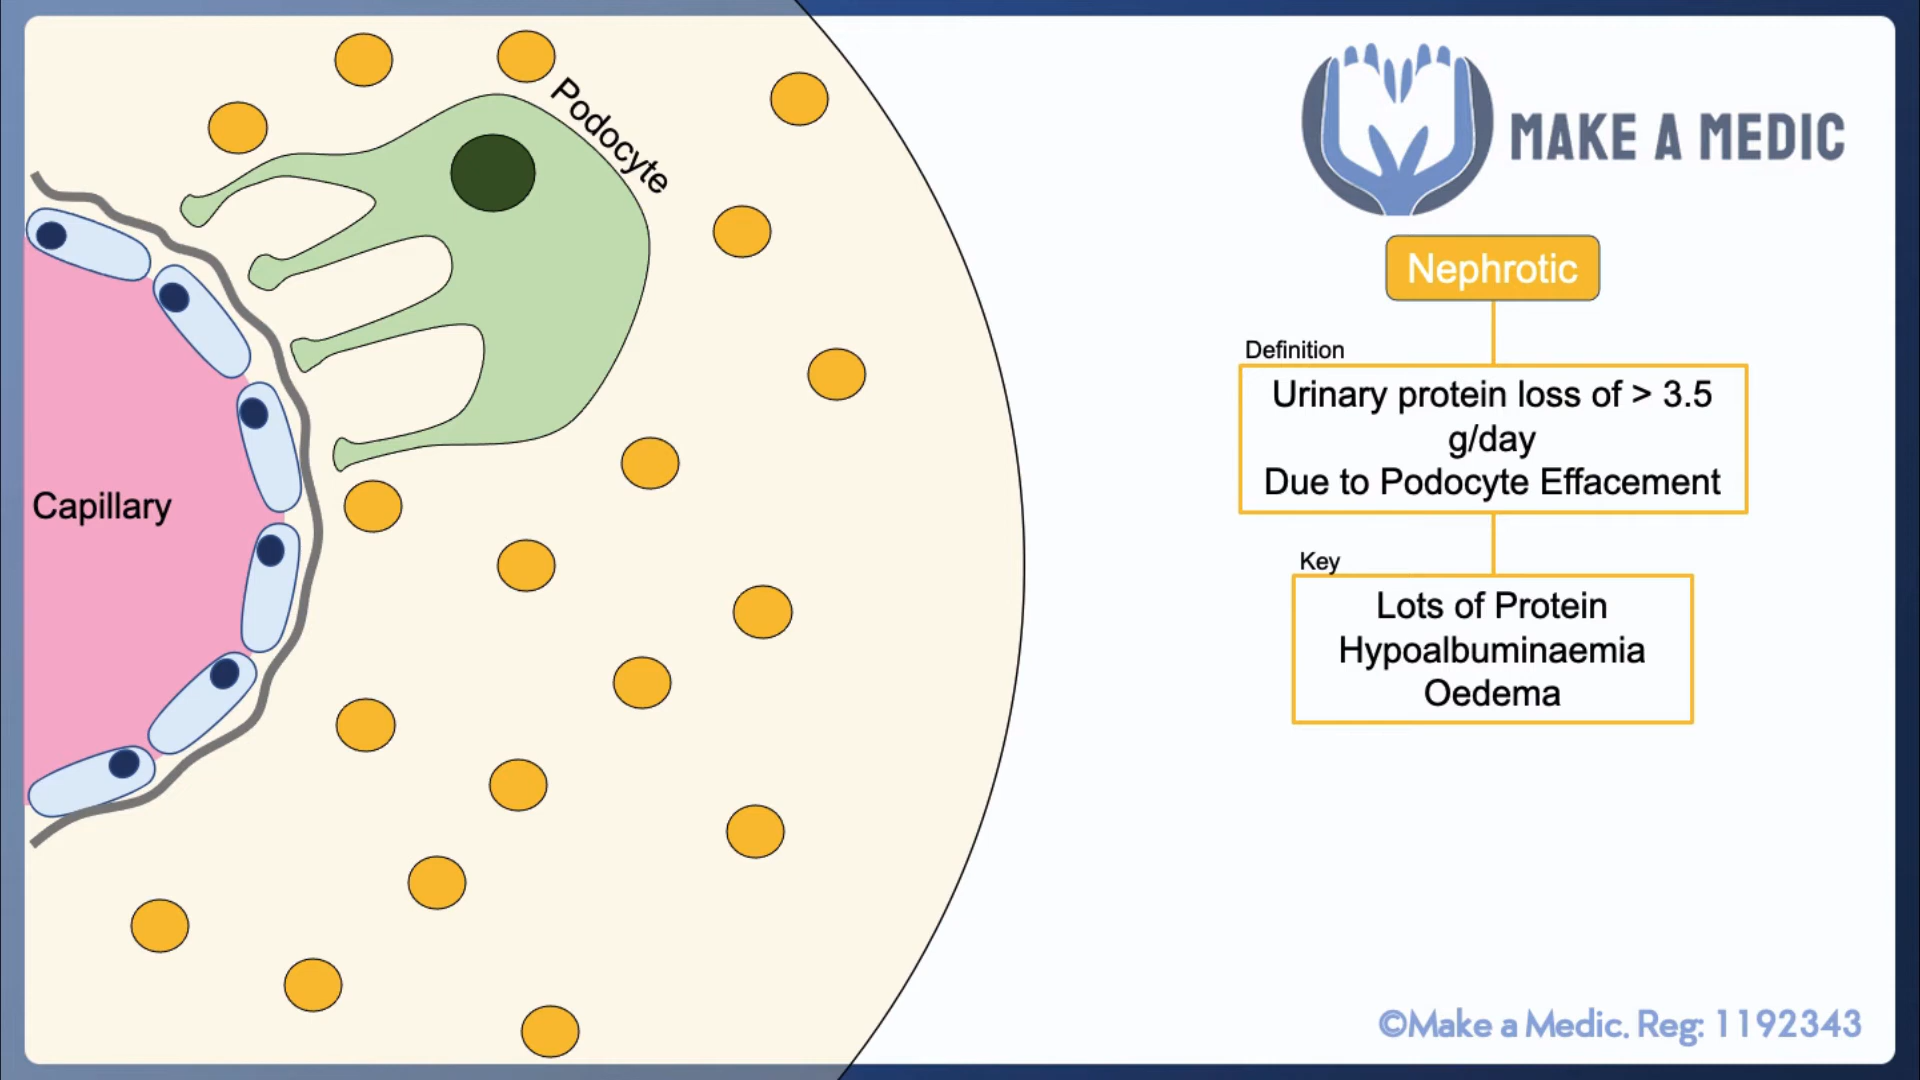 Podocyte
Capillary
MAKE A MEDIC
Nephrotic
Definition
Urinary protein loss of > 3.5
g/day
Due to Podocyte Effacement
Key
Lots of Protein
Hypoalbuminaemia
Oedema
©Make a Medic. Reg: 1192343